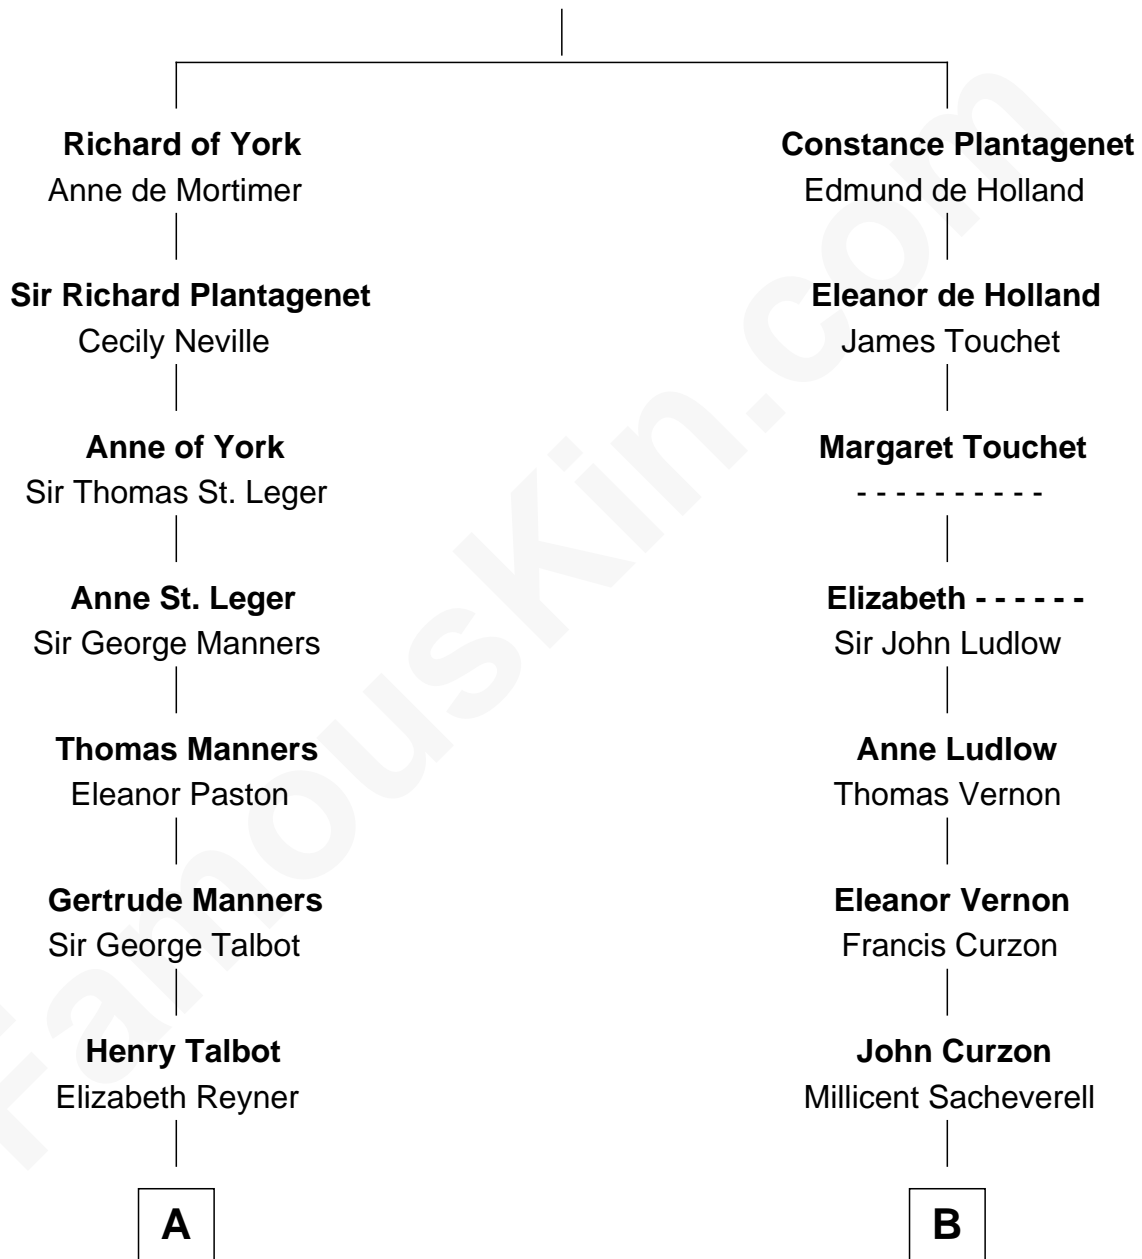 Richard of York
Anne de Mortimer
Sir Richard Plantagenet
Cecily Neville
Anne of York
Sir Thomas St. Leger
Anne St. Leger
Sir George Manners
Thomas Manners
Eleanor Paston
Gertrude Manners
Sir George Talbot
Henry Talbot
Elizabeth Reyner
A
Constance Plantagenet
Edmund de Holland
Eleanor de Holland
James Touchet
Margaret Touchet
- - - - - - - - - -
Elizabeth - - - - - -
Sir John Ludlow
Anne Ludlow
Thomas Vernon
Eleanor Vernon
Francis Curzon
John Curzon
Millicent Sacheverell
B
FamousKin.com